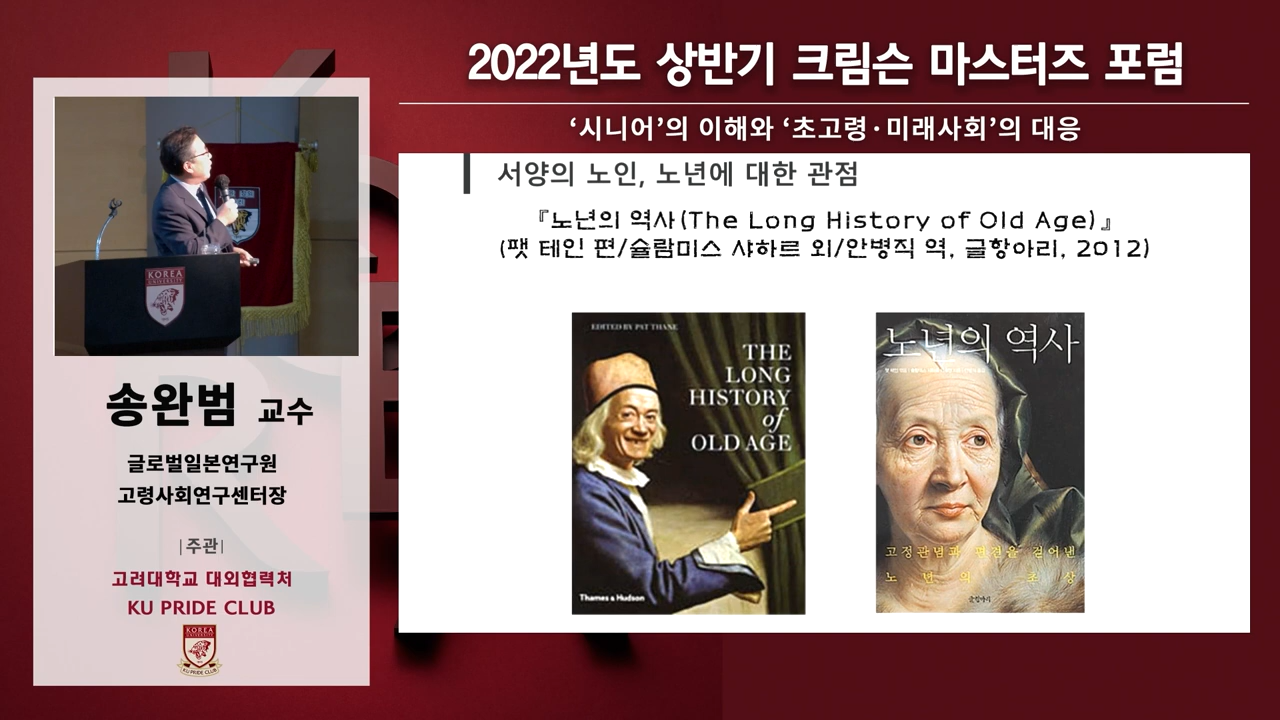 2022년도 상반기 크림슨 마스터즈 포럼
‘시니어’의 이해와 ‘초고령·미래사회’의 대응
서양의 노인, 노년에 대한 관점
『노년의 역사(The Long History of Old Age)』
(팻 테인 편/슐람미스 샤하르 외/안병직 역, 글항아리, 2012)
EDITED BY PAT THANE
THE
LONG
HISTORY
of
OLD AGE
Thames & Hudson
노년의 역사
고정관념과 편견을 걷어낸
노년의 초상
글항아리
KOREA
UNIVERSITY
송완범 교수
글로벌일본연구원
고령사회연구센터장
|주관|
고려대학교 대외협력처
KU PRIDE CLUB
KOREA
UNIVERSITY
KU PRIDE CLUB